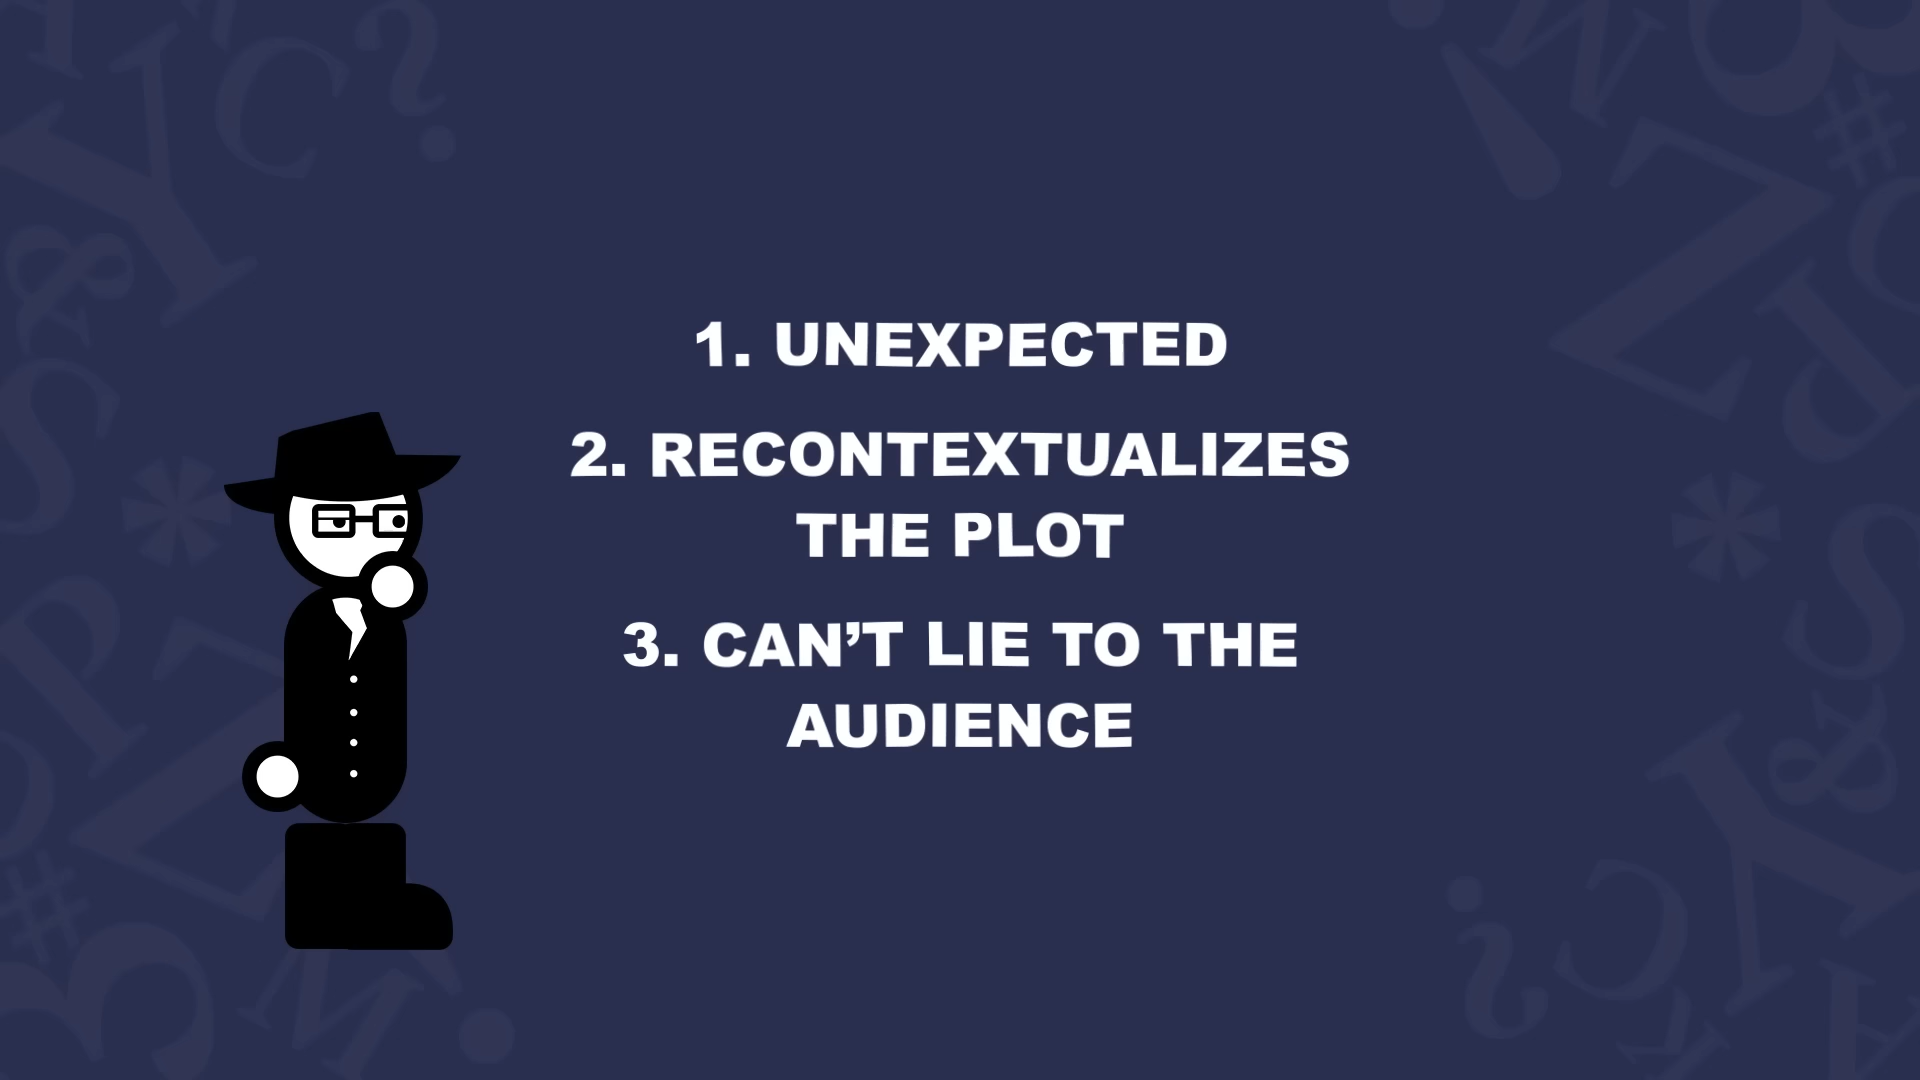 1. UNEXPECTED
2. RECONTEXTUALIZES
THE PLOT
3. CAN’T LIE TO THE
AUDIENCE